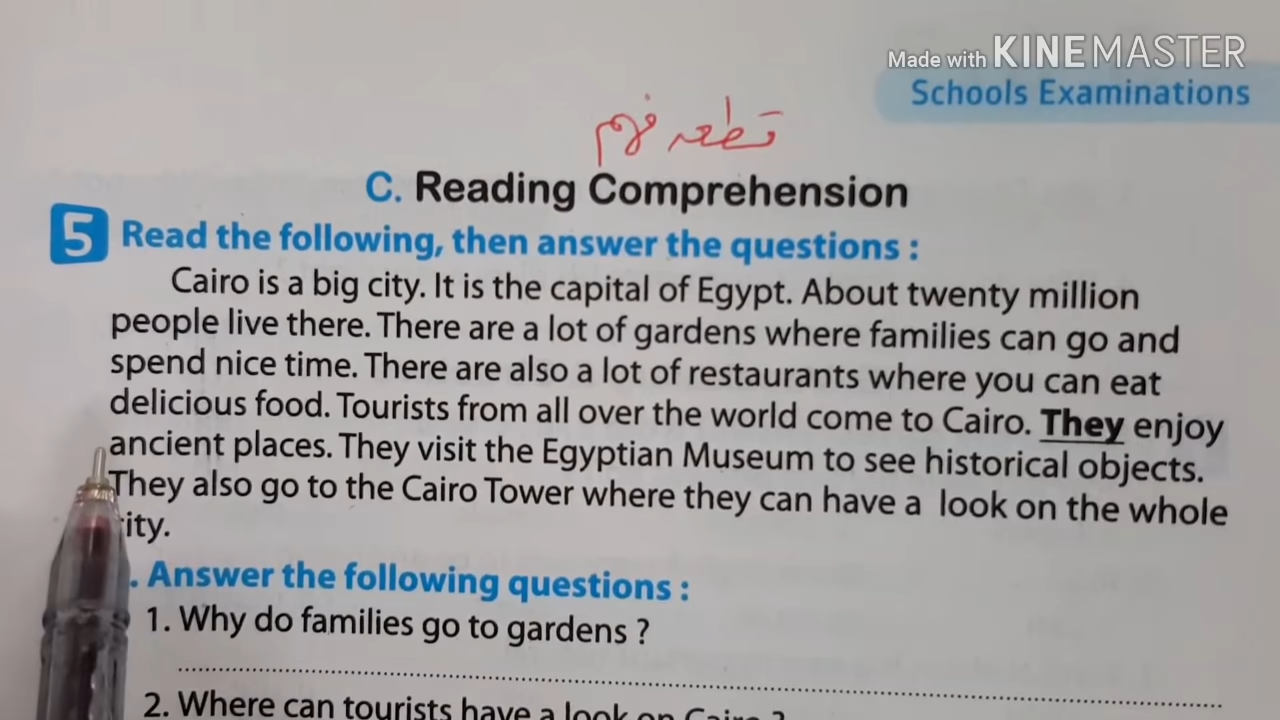 Made with KINEMASTER
Schools Examinations
قطعه فهم
C. Reading Comprehension
5 Read the following, then answer the questions :
Cairo is a big city. It is the capital of Egypt. About twenty million
people live there. There are a lot of gardens where families can go and
spend nice time. There are also a lot of restaurants where you can eat
delicious food. Tourists from all over the world come to Cairo. They enjoy
ancient places. They visit the Egyptian Museum to see historical objects.
They also go to the Cairo Tower where they can have a look on the whole
city.
. Answer the following questions :
1. Why do families go to gardens ?
2. Where can tourists have a look on Cairo ?